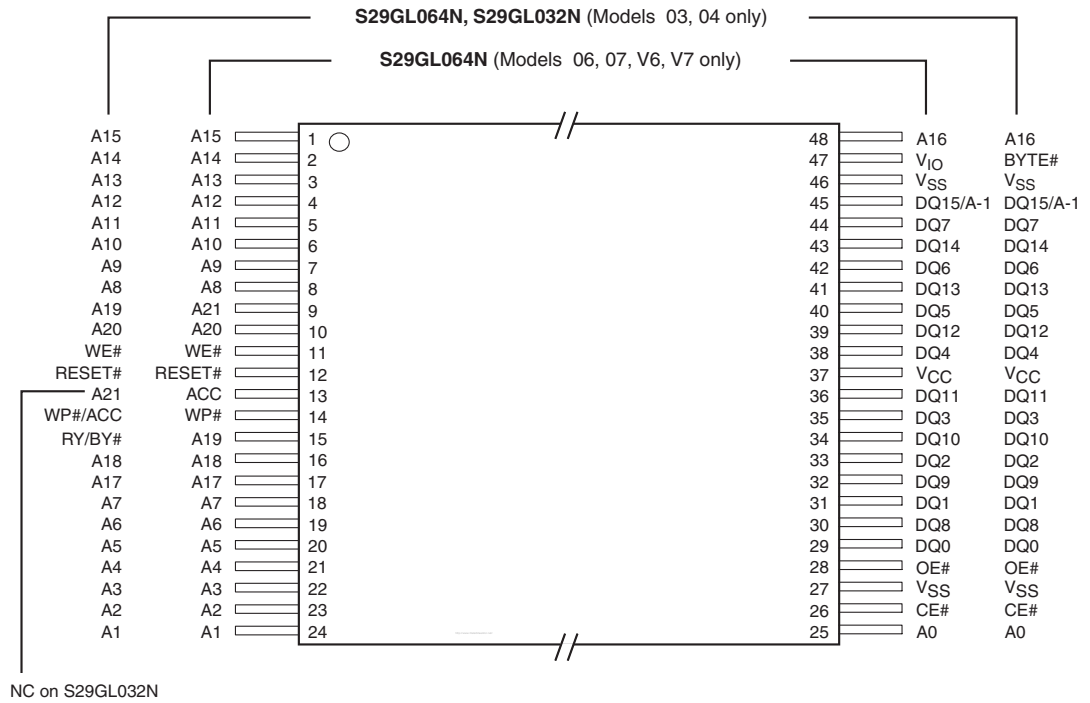 S29GL064N, S29GL032N (Models 03, 04 only)
S29GL064N (Models 06, 07, V6, V7 only)
A15 A15 1 48 A16 A16
A14 A14 2 47 VIO BYTE#
A13 A13 3 46 VSS VSS
A12 A12 4 45 DQ15/A-1 DQ15/A-1
A11 A11 5 44 DQ7 DQ7
A10 A10 6 43 DQ14 DQ14
A9 A9 7 42 DQ6 DQ6
A8 A8 8 41 DQ13 DQ13
A19 A21 9 40 DQ5 DQ5
A20 A20 10 39 DQ12 DQ12
WE# WE# 11 38 DQ4 DQ4
RESET# RESET# 12 37 VCC VCC
A21 ACC 13 36 DQ11 DQ11
WP#/ACC WP# 14 35 DQ3 DQ3
RY/BY# A19 15 34 DQ10 DQ10
A18 A18 16 33 DQ2 DQ2
A17 A17 17 32 DQ9 DQ9
A7 A7 18 31 DQ1 DQ1
A6 A6 19 30 DQ8 DQ8
A5 A5 20 29 DQ0 DQ0
A4 A4 21 28 OE# OE#
A3 A3 22 27 VSS VSS
A2 A2 23 26 CE# CE#
A1 A1 24 25 A0 A0
NC on S29GL032N